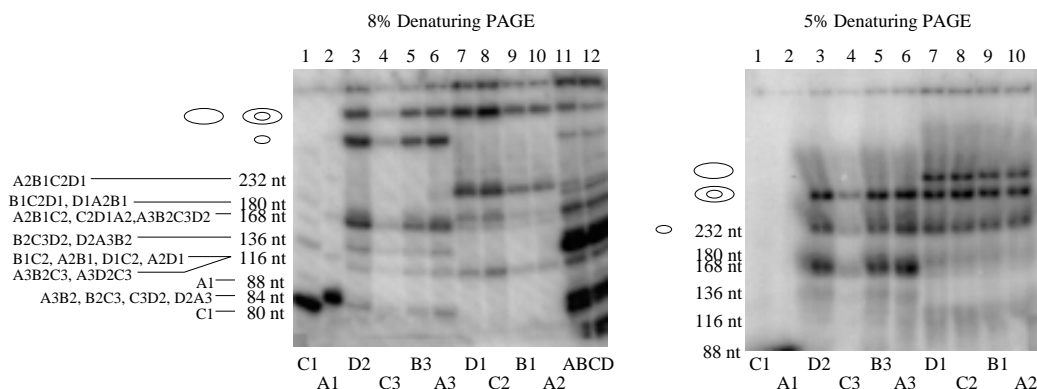 8% Denaturing PAGE
1 2 3 4 5 6 7 8 9 10 11 12
A2B1C2D1 232 nt
B1C2D1, D1A2B1 180 nt
A2B1C2, C2D1A2,A3B2C3D2 168 nt
B2C3D2, D2A3B2 136 nt
B1C2, A2B1, D1C2, A2D1 116 nt
A3B2C3, A3D2C3
A1 88 nt
A3B2, B2C3, C3D2, D2A3 84 nt
C1 80 nt
C1 D2 B3 D1 B1 ABCD
A1 C3 A3 C2 A2
5% Denaturing PAGE
1 2 3 4 5 6 7 8 9 10
232 nt
180 nt
168 nt
136 nt
116 nt
88 nt
C1 D2 B3 D1 B1
A1 C3 A3 C2 A2